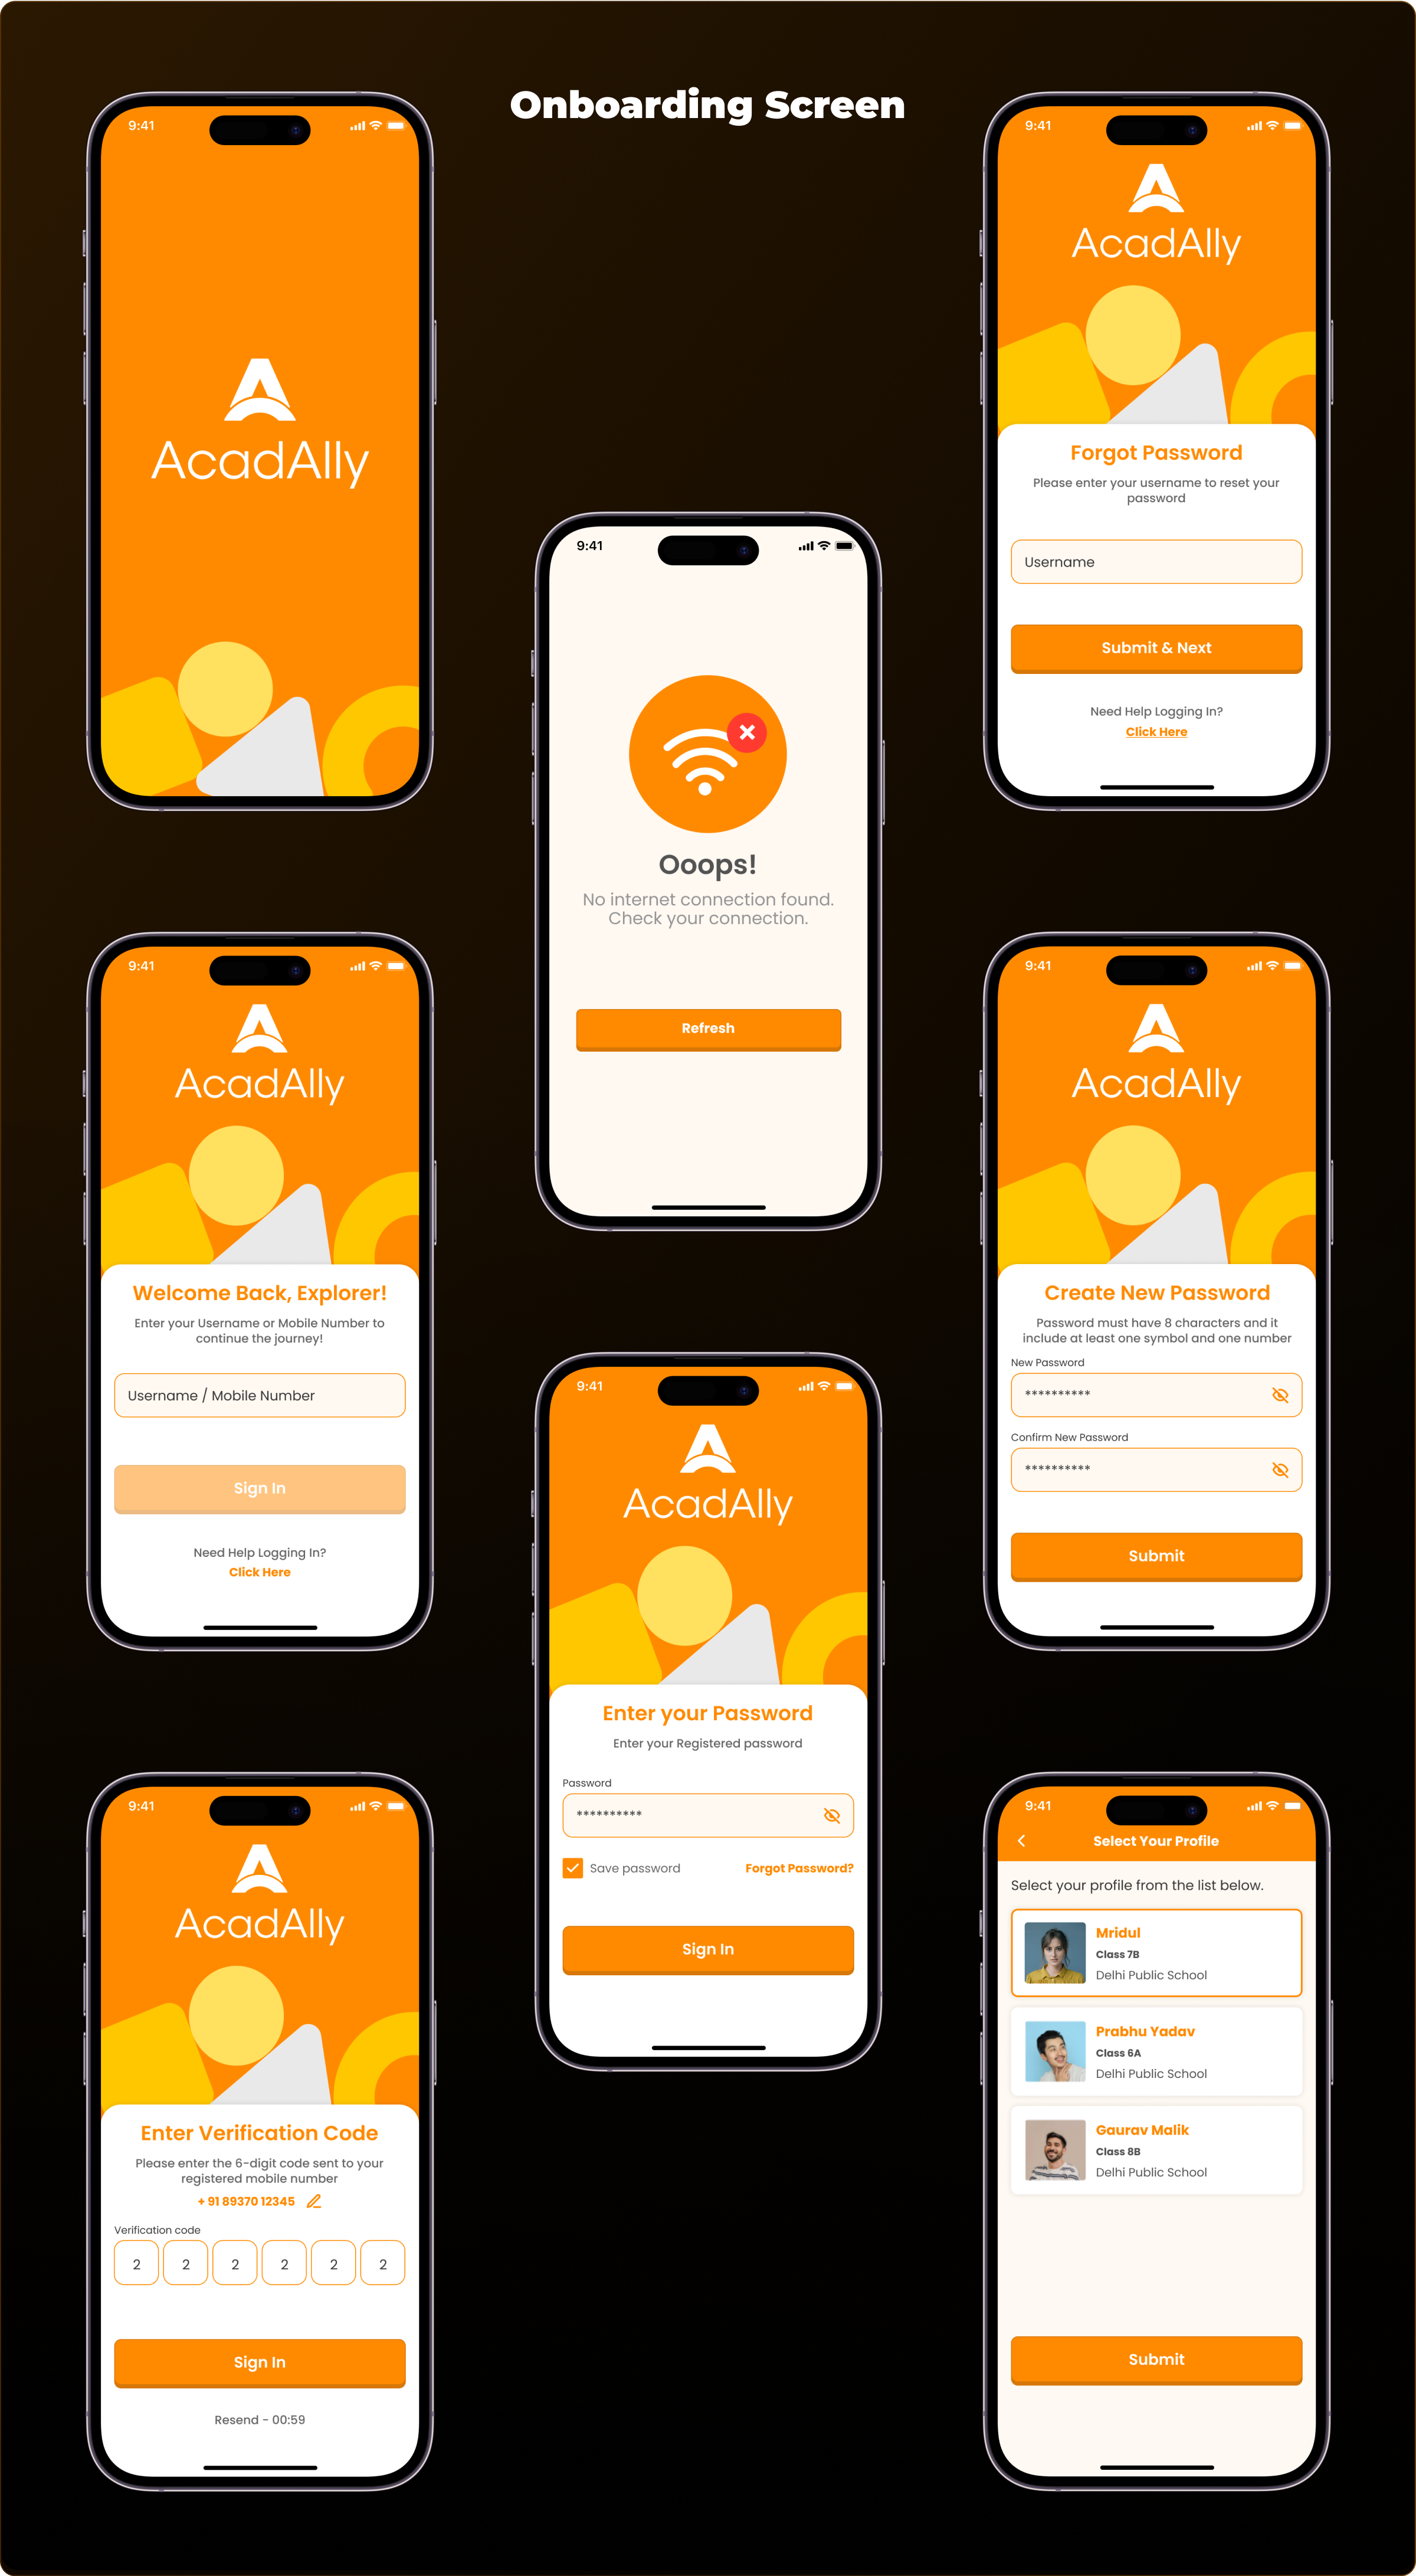 Onboarding Screen
9:41
AcadAlly
9:41
AcadAlly
Welcome Back, Explorer!
Enter your Username or Mobile Number to
continue the journey!
Username / Mobile Number
Sign In
Need Help Logging In?
Click Here
9:41
AcadAlly
Enter Verification Code
Please enter the 6-digit code sent to your
registered mobile number
+ 91 89370 12345
Verification code
2 2 2 2 2 2
Sign In
Resend - 00:59
9:41
Ooops!
No internet connection found.
Check your connection.
Refresh
9:41
AcadAlly
Enter your Password
Enter your Registered password
Password
**********
Save password Forgot Password?
Sign In
9:41
AcadAlly
Forgot Password
Please enter your username to reset your
password
Username
Submit & Next
Need Help Logging In?
Click Here
9:41
AcadAlly
Create New Password
Password must have 8 characters and it
include at least one symbol and one number
New Password
**********
Confirm New Password
**********
Submit
9:41
Select Your Profile
Select your profile from the list below.
Mridul
Class 7B
Delhi Public School
Prabhu Yadav
Class 6A
Delhi Public School
Gaurav Malik
Class 8B
Delhi Public School
Submit